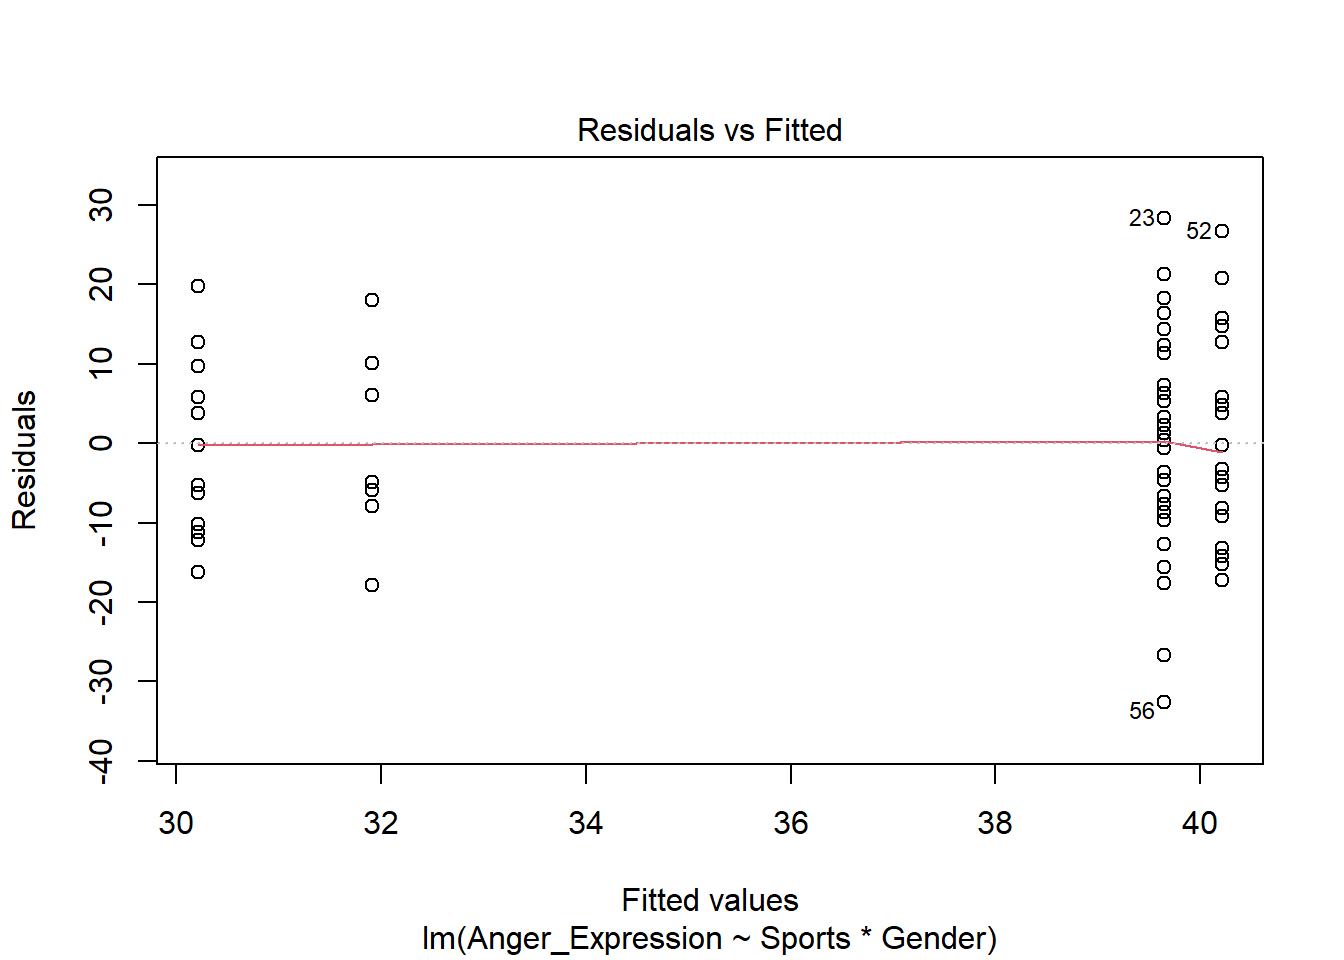 Residuals vs Fitted
Residuals
30
20
10
0
-10
-20
-30
-40
23
52
56
30 32 34 36 38 40
Fitted values
lm(Anger_Expression ~ Sports * Gender)